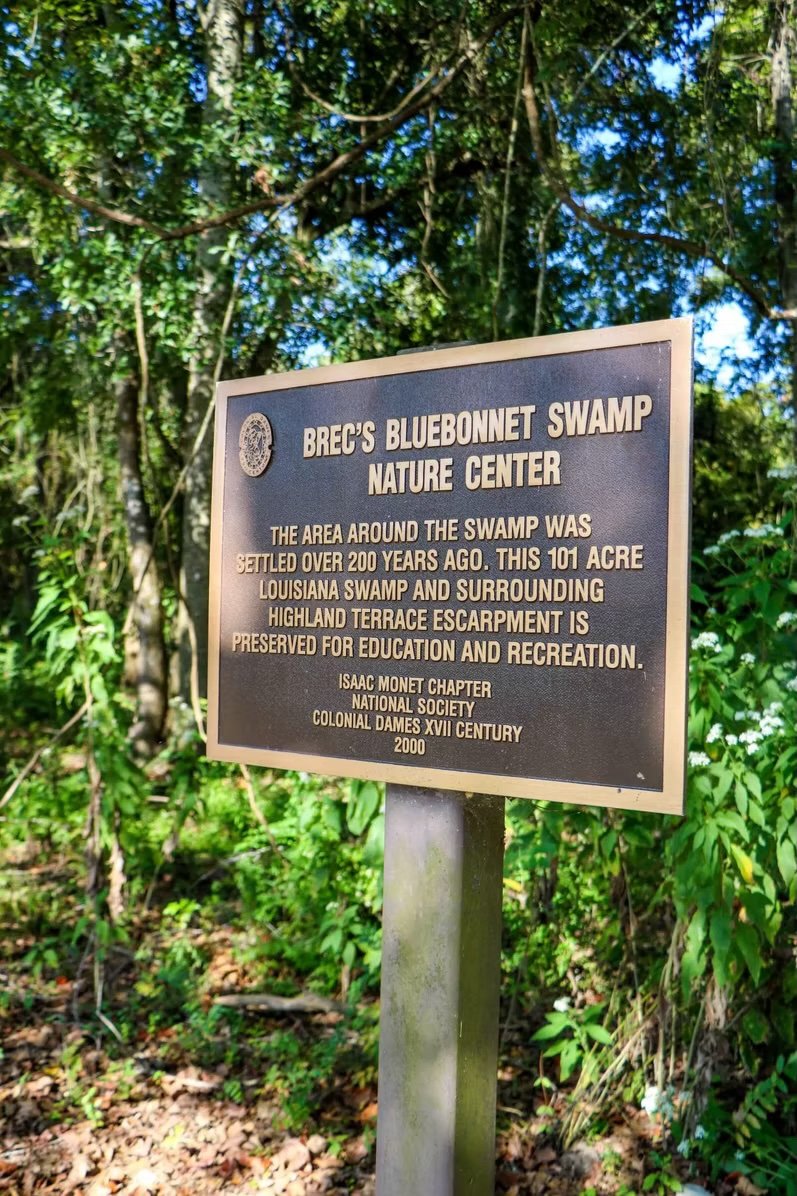 BREC'S BLUEBONNET SWAMP
NATURE CENTER
THE AREA AROUND THE SWAMP WAS
SETTLED OVER 200 YEARS AGO. THIS 101 ACRE
LOUISIANA SWAMP AND SURROUNDING
HIGHLAND TERRACE ESCARPMENT IS
PRESERVED FOR EDUCATION AND RECREATION.
ISAAC MONET CHAPTER
NATIONAL SOCIETY
COLONIAL DAMES XVII CENTURY
2000